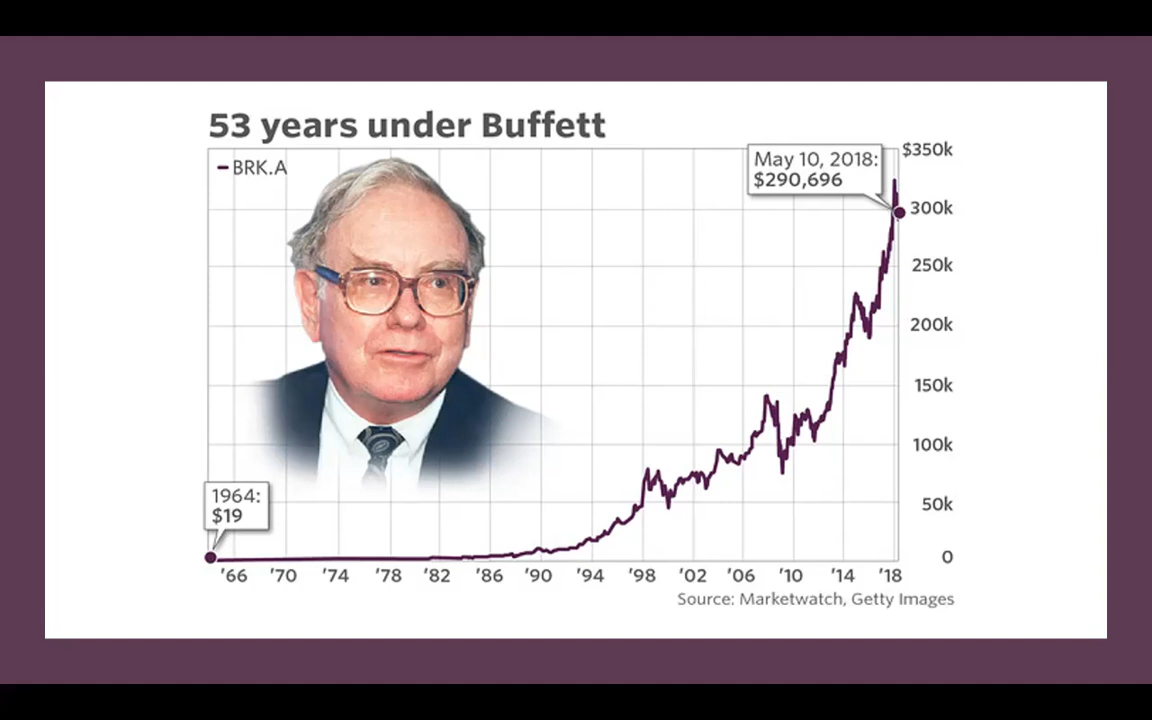 53 years under Buffett
BRK.A
May 10, 2018:
$290,696
$350k
300k
250k
200k
150k
100k
50k
0
1964:
$19
'66 '70 '74 '78 '82 '86 '90 '94 '98 '02 '06 '10 '14 '18
Source: Marketwatch, Getty Images